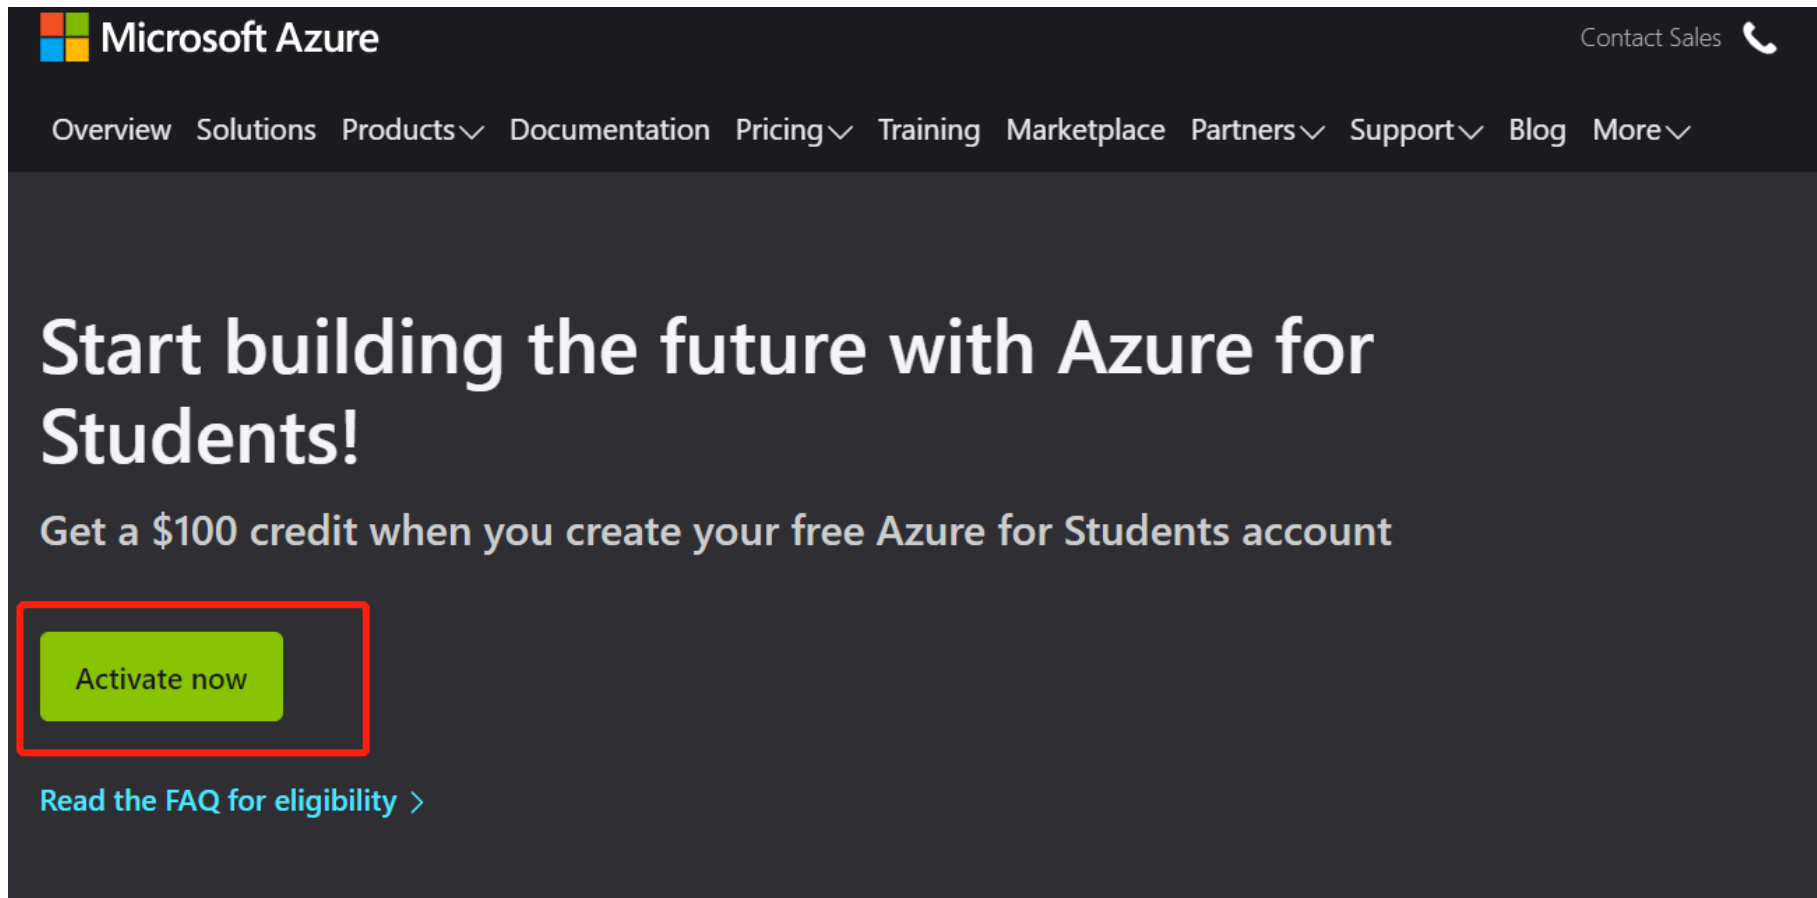 Microsoft Azure
Contact Sales
Overview Solutions Products Documentation Pricing Training Marketplace Partners Support Blog More
Start building the future with Azure for
Students!
Get a $100 credit when you create your free Azure for Students account
Activate now
Read the FAQ for eligibility